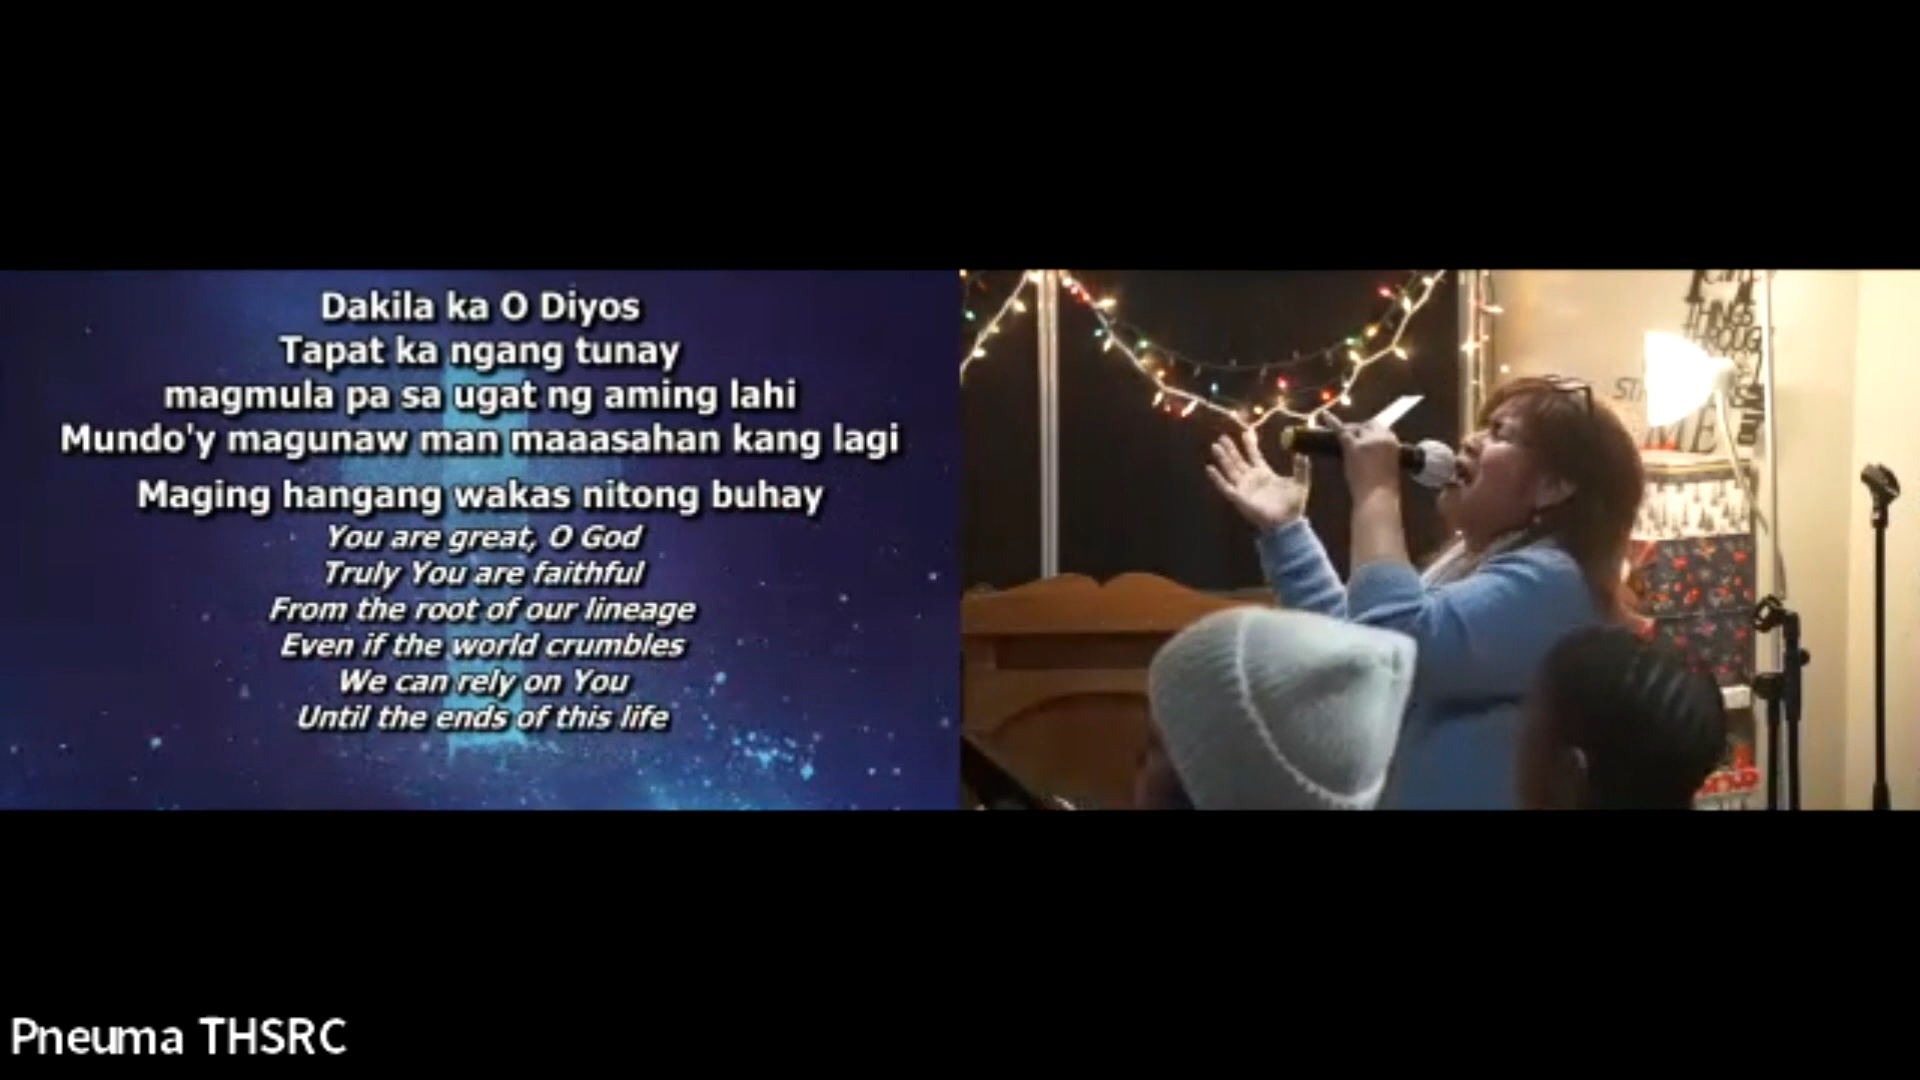 Dakila ka O Diyos
Tapat ka ngang tunay
magmula pa sa ugat ng aming lahi
Mundo'y magunaw man maaasahan kang lagi
Maging hangang wakas nitong buhay
You are great, O God
Truly You are faithful
From the root of our lineage
Even if the world crumbles
We can rely on You
Until the ends of this life
THINGS
THROUG
ME
Pneuma THSRC